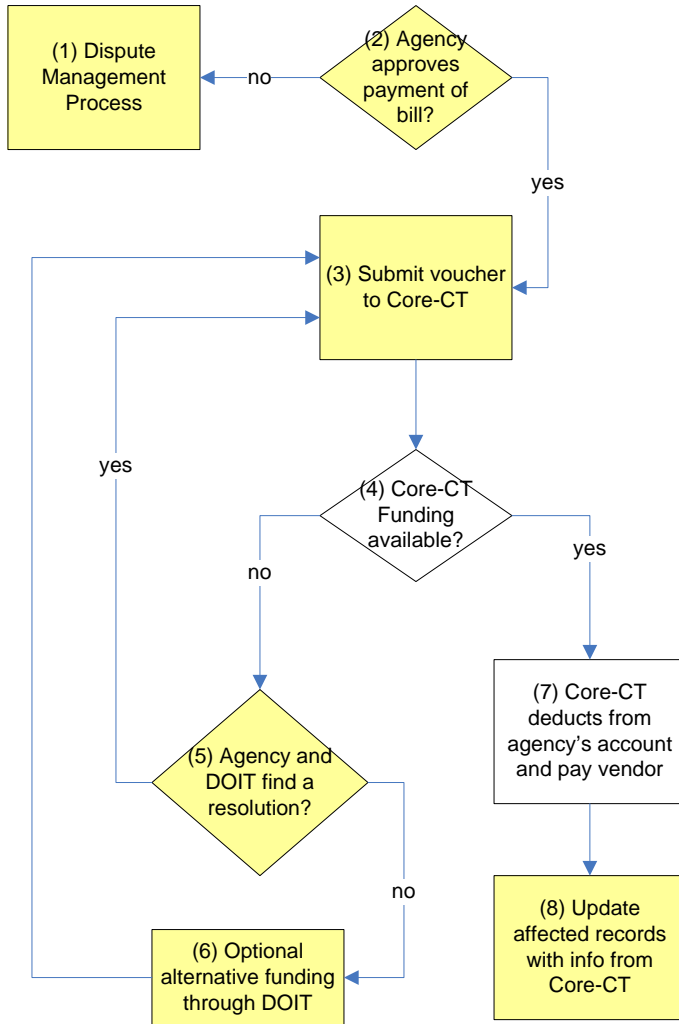 (1) Dispute
Management
Process
no
(2) Agency
approves
payment of
bill?
yes
(3) Submit voucher
to Core-CT
yes
(4) Core-CT
Funding
available?
no
yes
(5) Agency and
DOIT find a
resolution?
(7) Core-CT
deducts from
agency's account
and pay vendor
no
(6) Optional
alternative funding
through DOIT
(8) Update
affected records
with info from
Core-CT